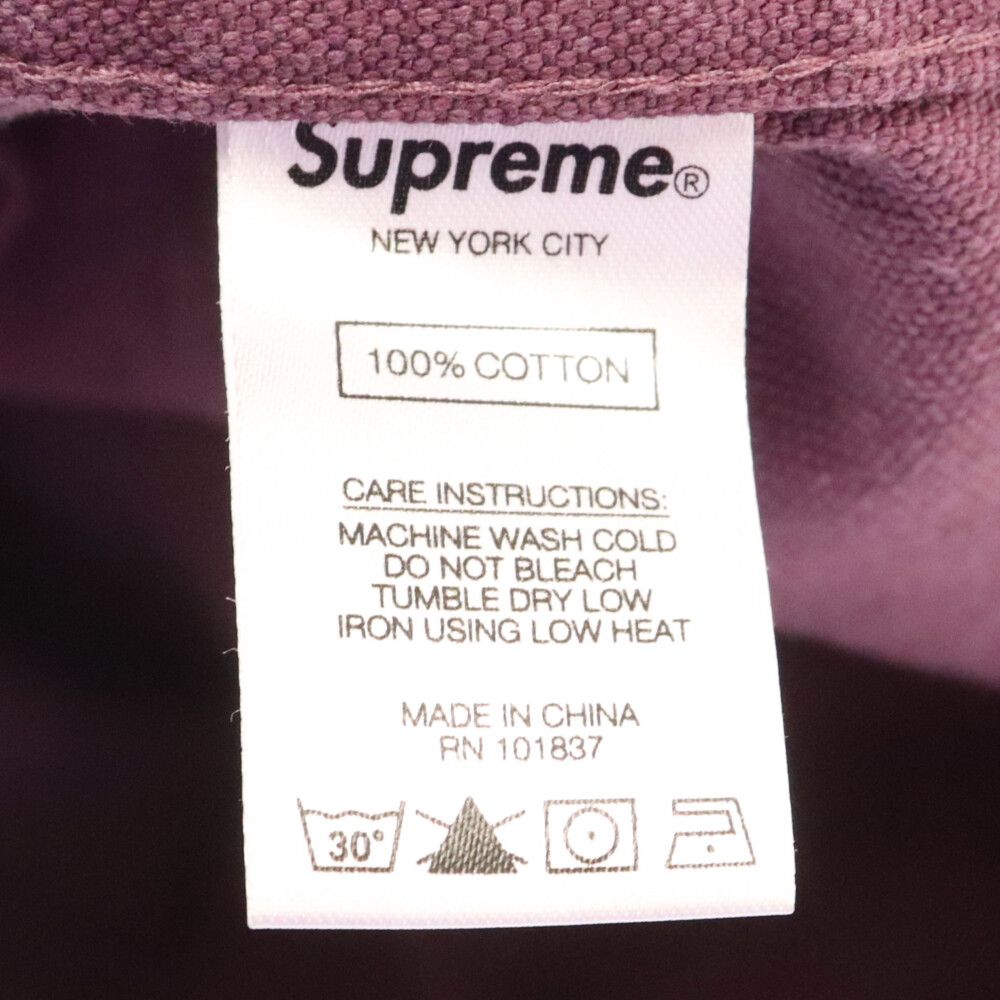 Supreme®
NEW YORK CITY
100% COTTON
CARE INSTRUCTIONS:
MACHINE WASH COLD
DO NOT BLEACH
TUMBLE DRY LOW
IRON USING LOW HEAT
MADE IN CHINA
RN 101837
30°